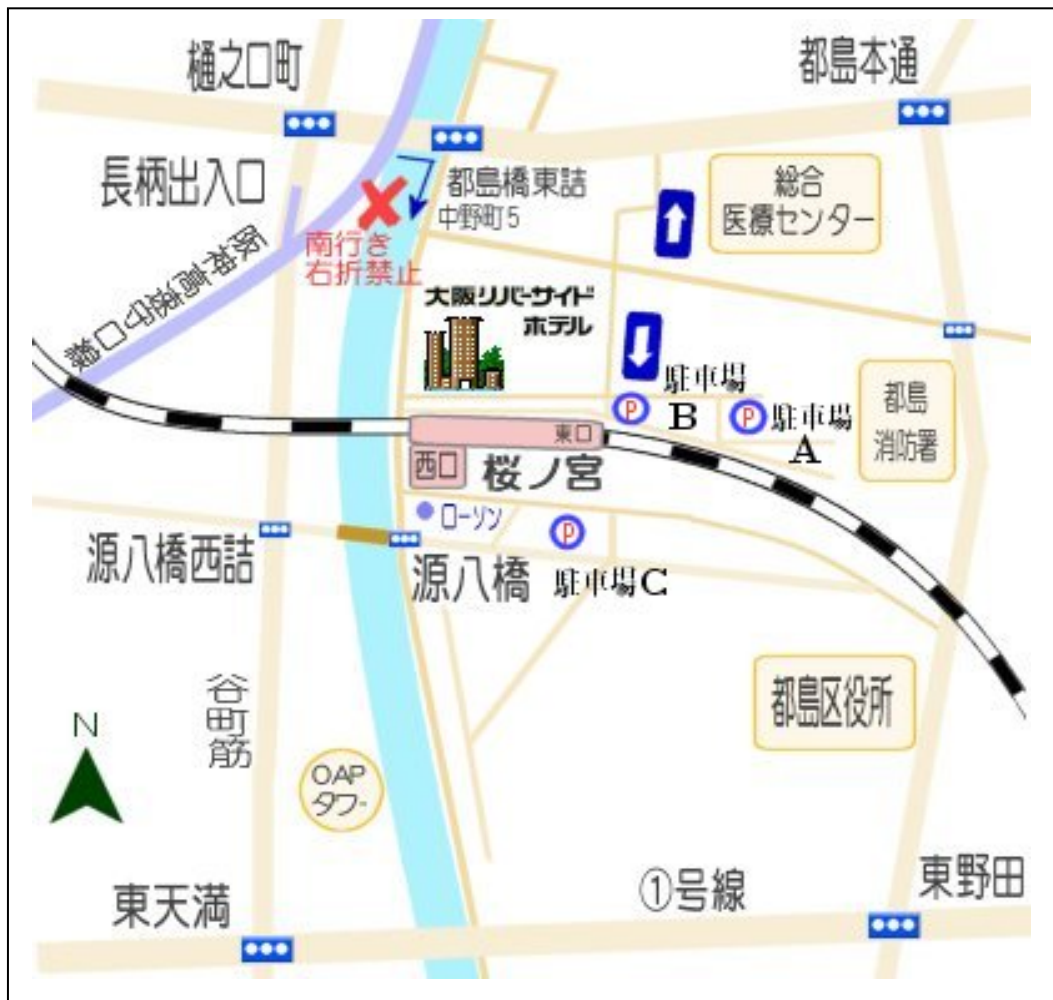 樋之口町
都島本通
長柄出入口
都島橋東詰
中野町5
総合
医療センター
南行き
右折禁止
阪神高速守口線
大阪リバーサイド
ホテル
駐車場
B
P
P
駐車場
A
都島
消防署
東口
西口
桜ノ宮
ローソン
P
源八橋西詰
源八橋
駐車場C
谷町筋
N
都島区役所
OAP
タワー
①号線
東野田
東天満